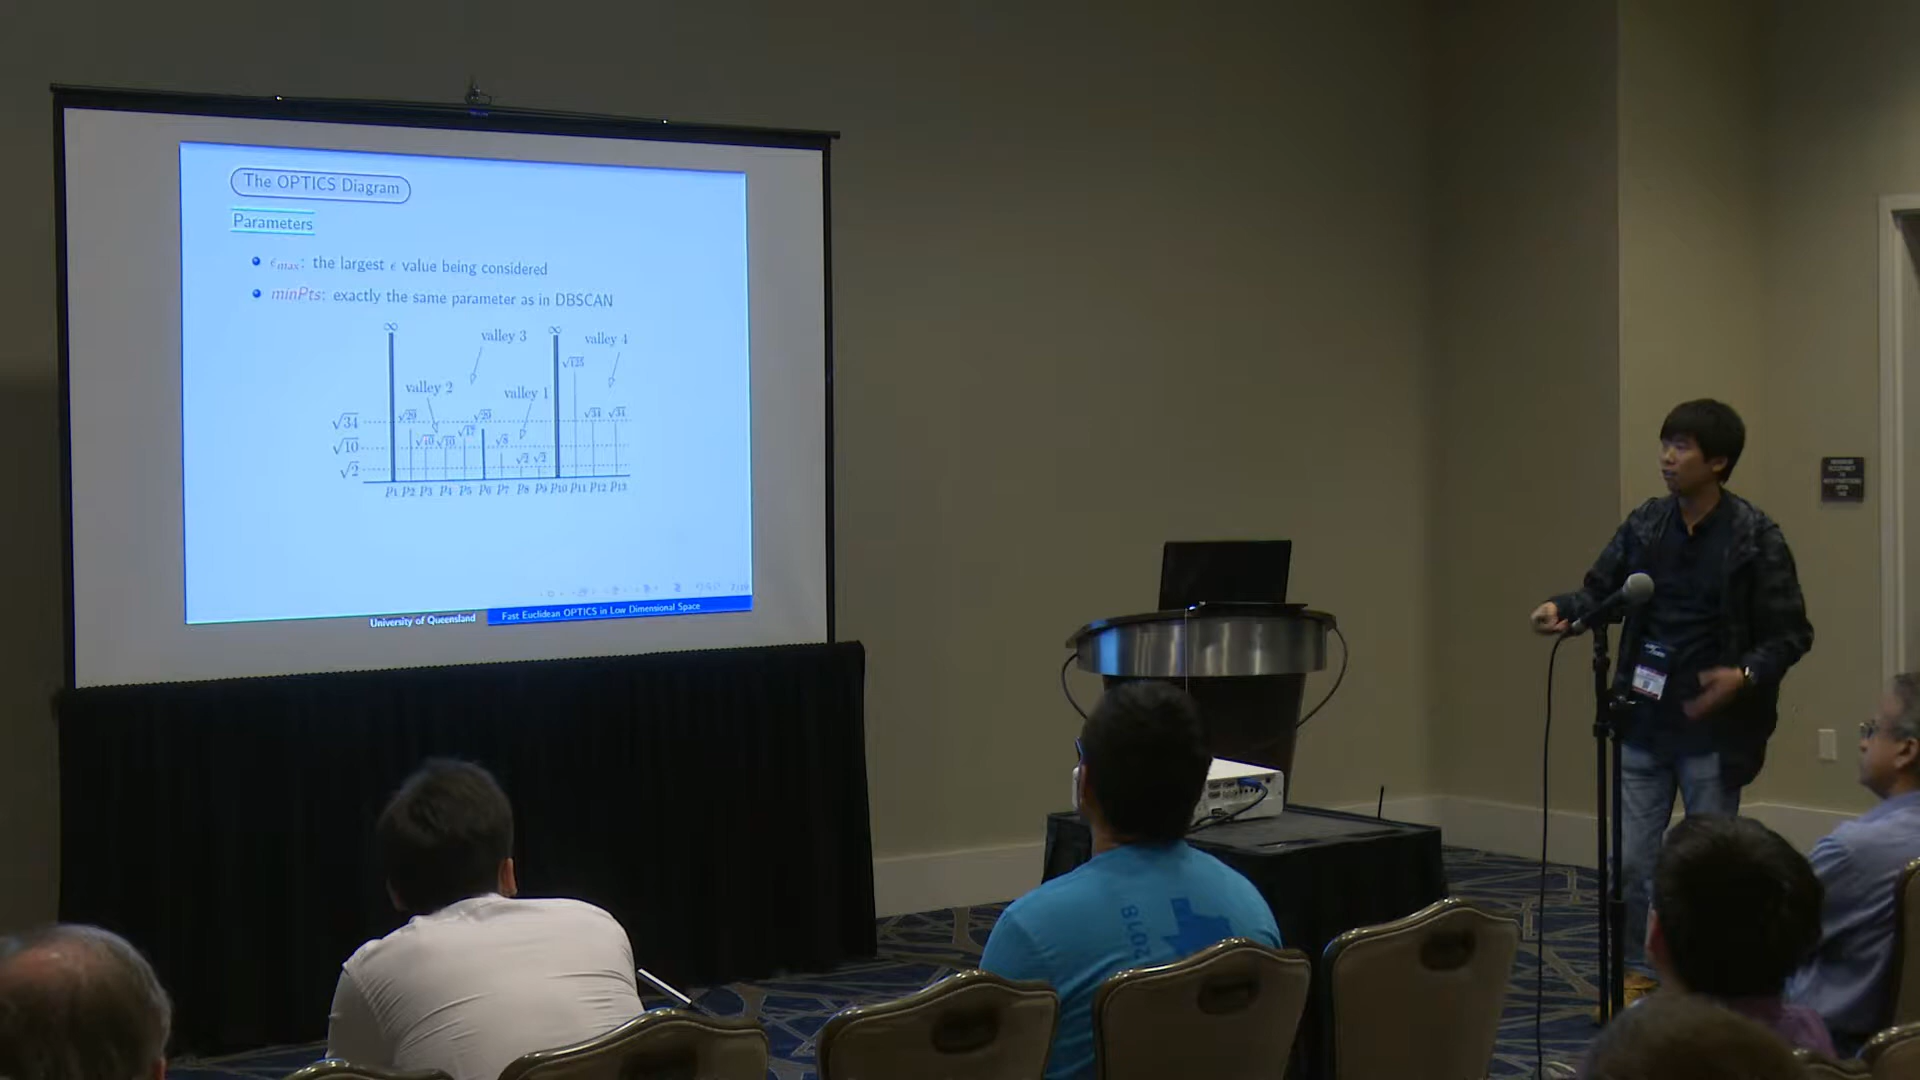 The OPTICS Diagram
Parameters
ϵmax: the largest ϵ value being considered
minPts: exactly the same parameter as in DBSCAN
∞ ∞
valley 3 valley 4
√125
valley 2 valley 1
√34 √29 √29 √34 √34
√10 √10 √10 √17 √8
√2 √2 √2
p1 p2 p3 p4 p5 p6 p7 p8 p9 p10 p11 p12 p13
University of Queensland
Fast Euclidean OPTICS in Low Dimensional Space